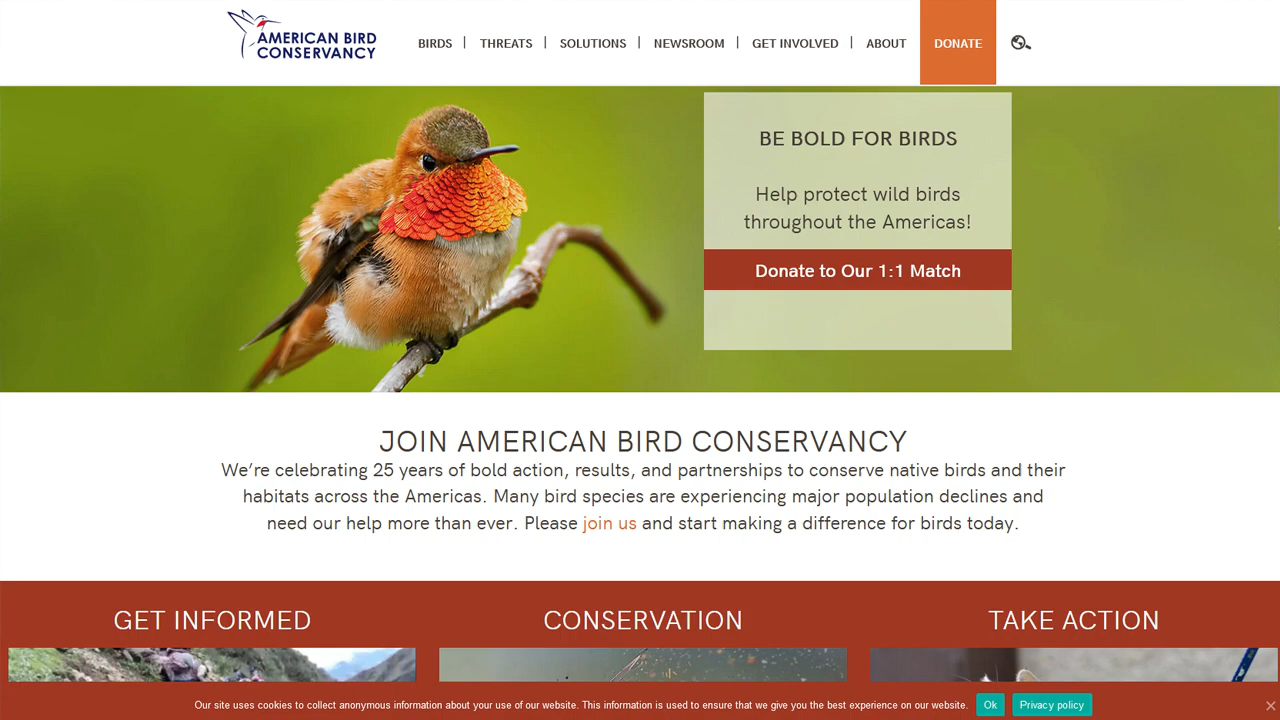 AMERICAN BIRD
CONSERVANCY
BIRDS | THREATS | SOLUTIONS | NEWSROOM | GET INVOLVED | ABOUT
DONATE
BE BOLD FOR BIRDS
Help protect wild birds
throughout the Americas!
Donate to Our 1:1 Match
JOIN AMERICAN BIRD CONSERVANCY
We’re celebrating 25 years of bold action, results, and partnerships to conserve native birds and their
habitats across the Americas. Many bird species are experiencing major population declines and
need our help more than ever. Please join us and start making a difference for birds today.
GET INFORMED
CONSERVATION
TAKE ACTION
Our site uses cookies to collect anonymous information about your use of our website. This information is used to ensure that we give you the best experience on our website.
Ok
Privacy policy